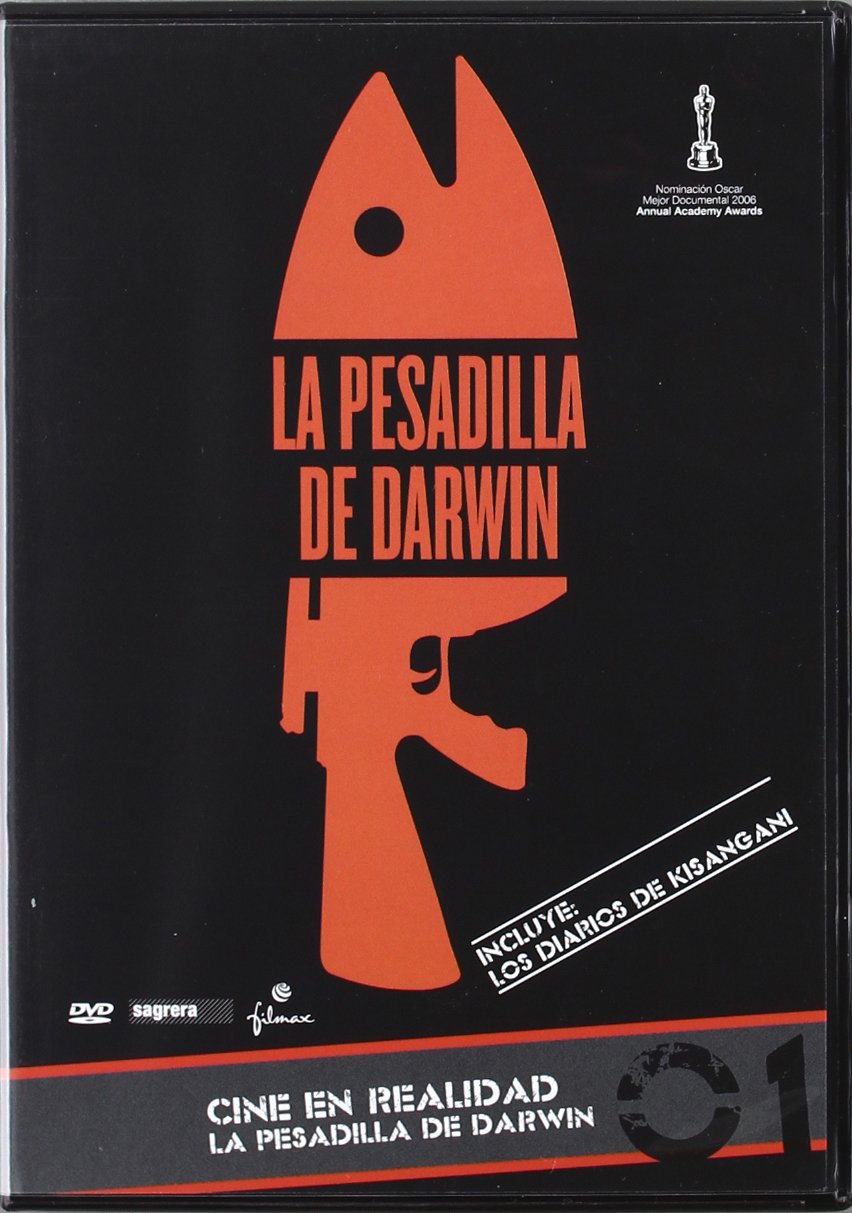 Nominación Oscar
Mejor Documental 2006
Annual Academy Awards
LA PESADILLA
DE DARWIN
INCLUYE:
LOS DIARIOS DE KISANGANI
DVD
sagrera
filmax
CINE EN REALIDAD
LA PESADILLA DE DARWIN
01